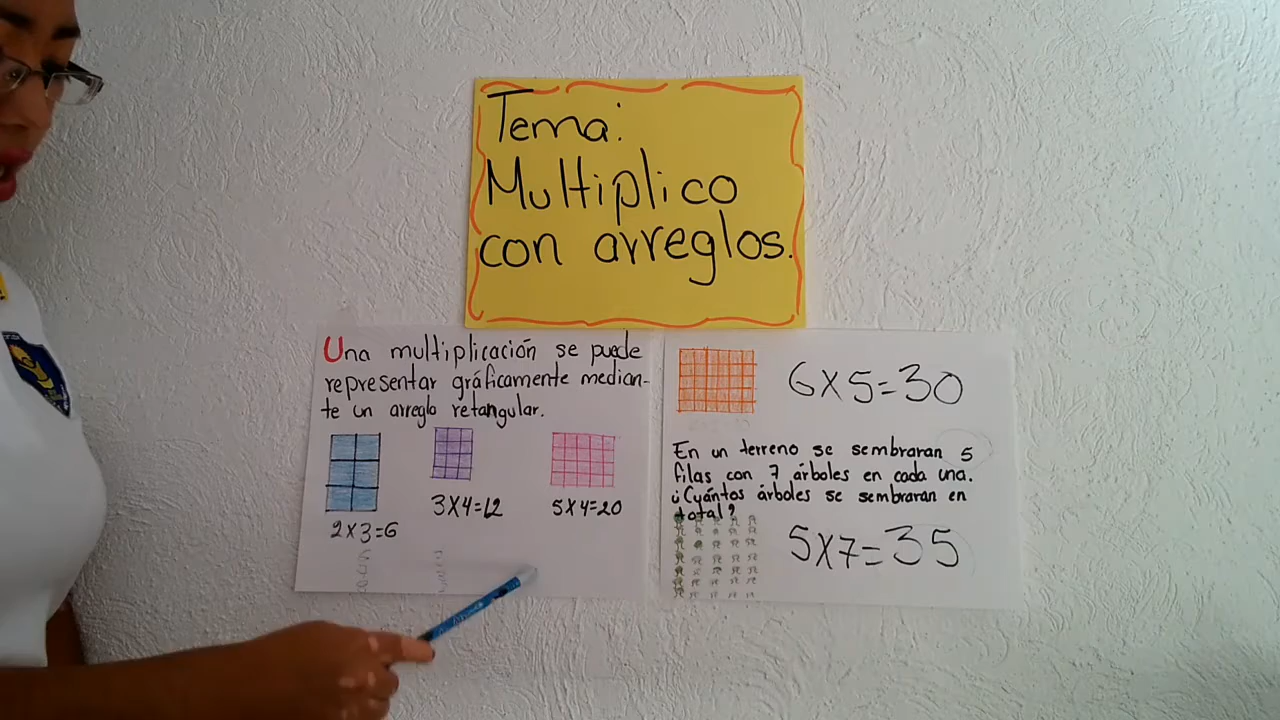 Tema:
Multiplico
con arreglos.
Una multiplicación se puede
representar gráficamente median-
te un arreglo retangular.
2x3=6
3x4=12
5x4=20
6x5=30
En un terreno se sembraran 5
filas con 7 árboles en cada una.
¿Cuántos árboles se sembraran en
total?
5x7=35